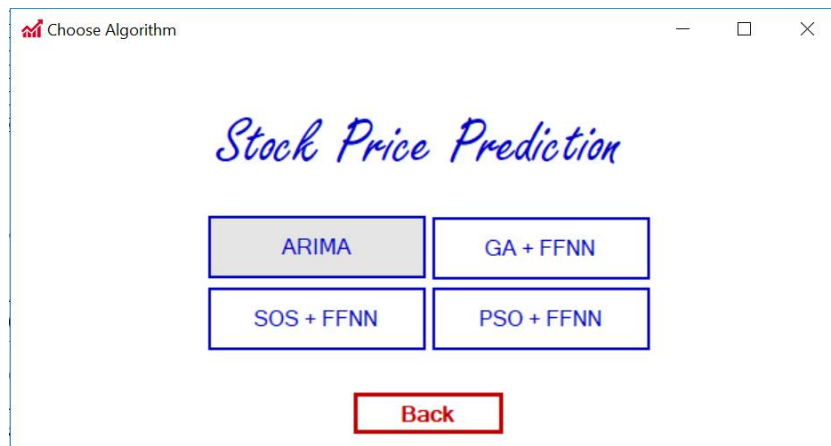 Choose Algorithm
Stock Price Prediction
ARIMA
GA + FFNN
SOS + FFNN
PSO + FFNN
Back